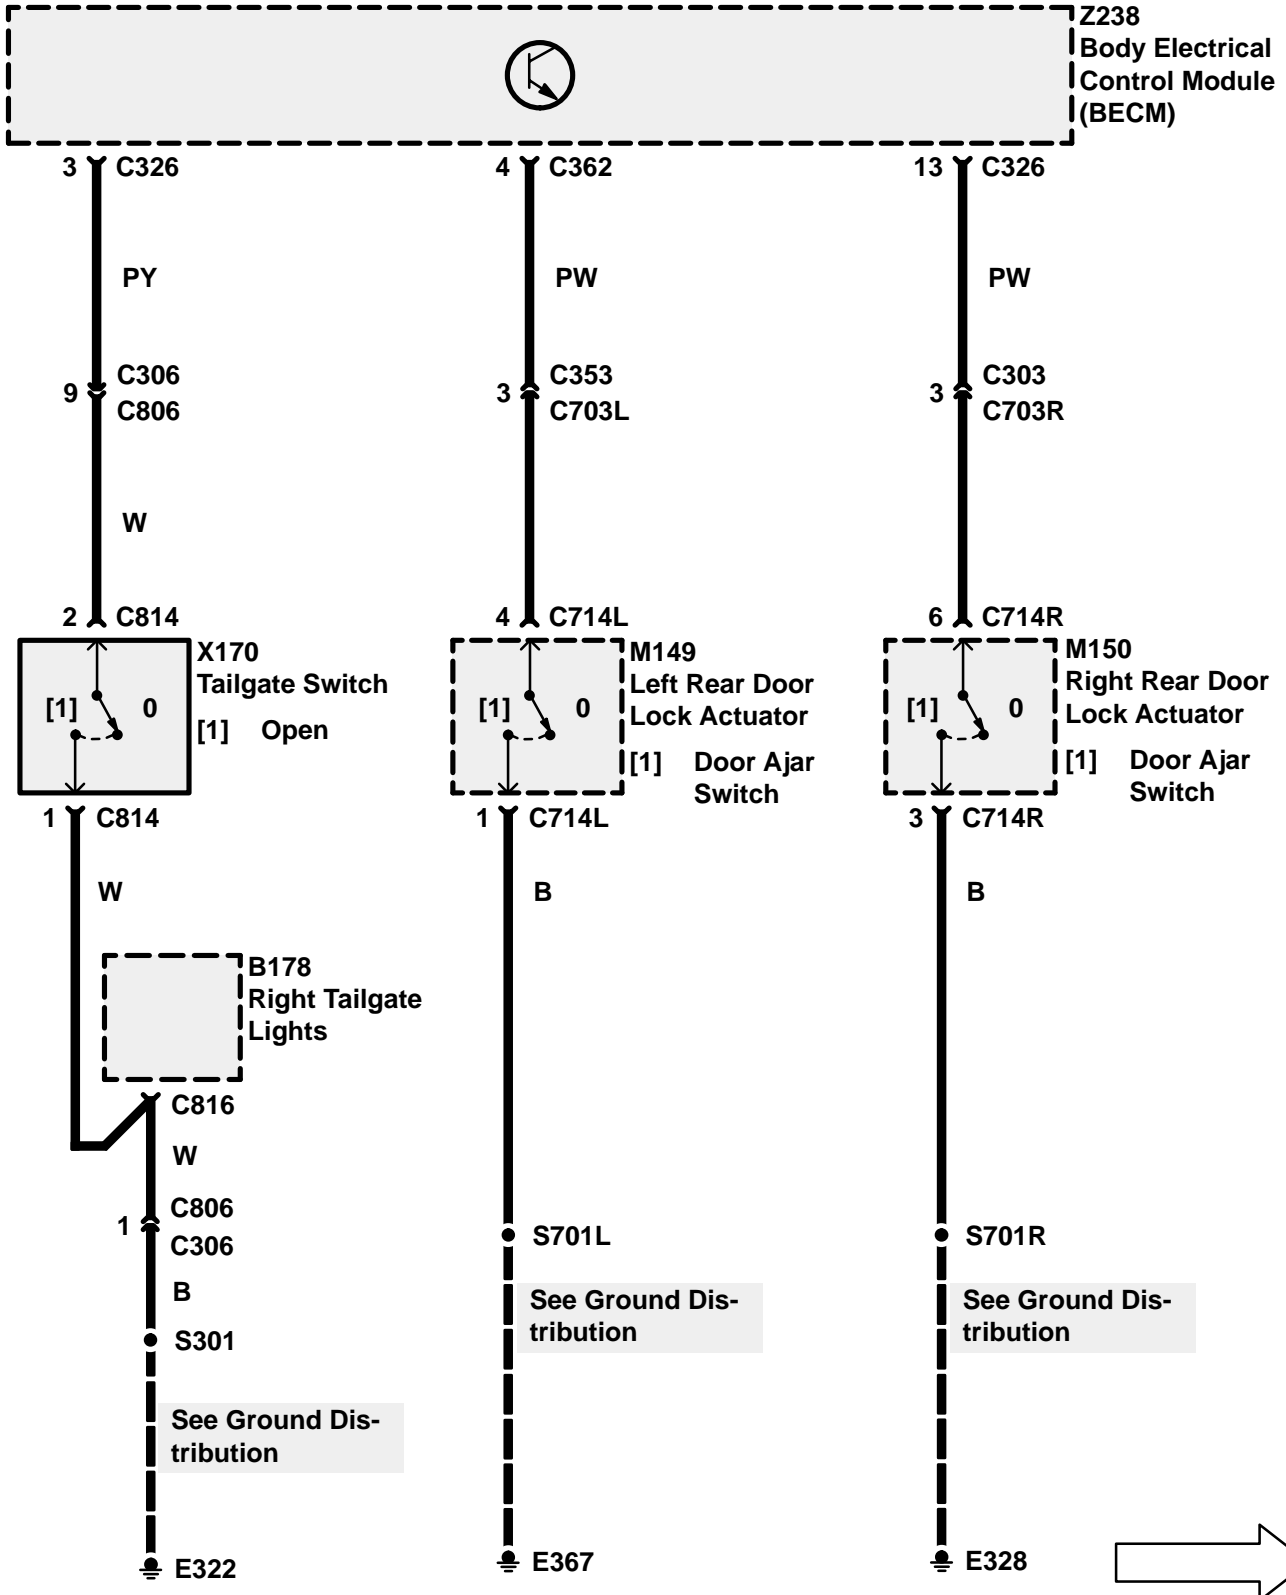 Z238
Body Electrical
Control Module
(BECM)
3 C326
4 C362
13 C326
PY
PW
PW
9 C306
C806
3 C353
C703L
3 C303
C703R
W
2 C814
4 C714L
6 C714R
X170
Tailgate Switch
[1] Open
[1] 0
M149
Left Rear Door
Lock Actuator
[1] Door Ajar
Switch
[1] 0
M150
Right Rear Door
Lock Actuator
[1] Door Ajar
Switch
[1] 0
1 C814
1 C714L
3 C714R
W
B
B
B178
Right Tailgate
Lights
C816
W
1 C806
C306
B
S301
S701L
S701R
See Ground Dis-
tribution
See Ground Dis-
tribution
See Ground Dis-
tribution
E322
E367
E328